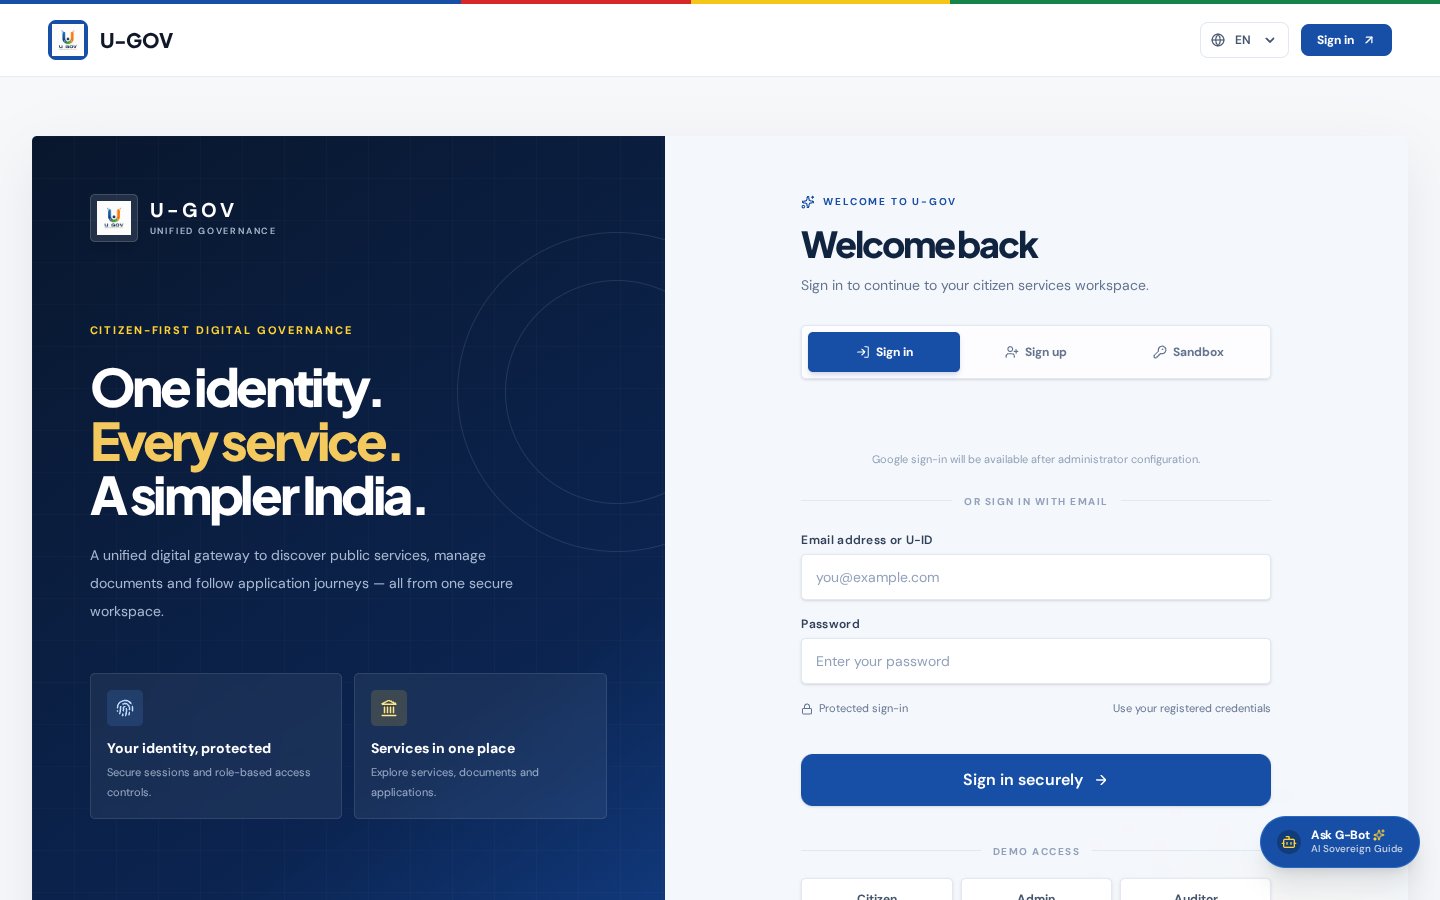 U-GOV
U-GOV
EN
Sign in
U-GOV
U-GOV
UNIFIED GOVERNANCE
CITIZEN-FIRST DIGITAL GOVERNANCE
One identity.
Every service.
A simpler India.
A unified digital gateway to discover public services, manage
documents and follow application journeys — all from one secure
workspace.
Your identity, protected
Secure sessions and role-based access
controls.
Services in one place
Explore services, documents and
applications.
WELCOME TO U-GOV
Welcome back
Sign in to continue to your citizen services workspace.
Sign in
Sign up
Sandbox
Google sign-in will be available after administrator configuration.
OR SIGN IN WITH EMAIL
Email address or U-ID
you@example.com
Password
Enter your password
Protected sign-in
Use your registered credentials
Sign in securely
DEMO ACCESS
Citizen
Admin
Auditor
Ask G-Bot
AI Sovereign Guide